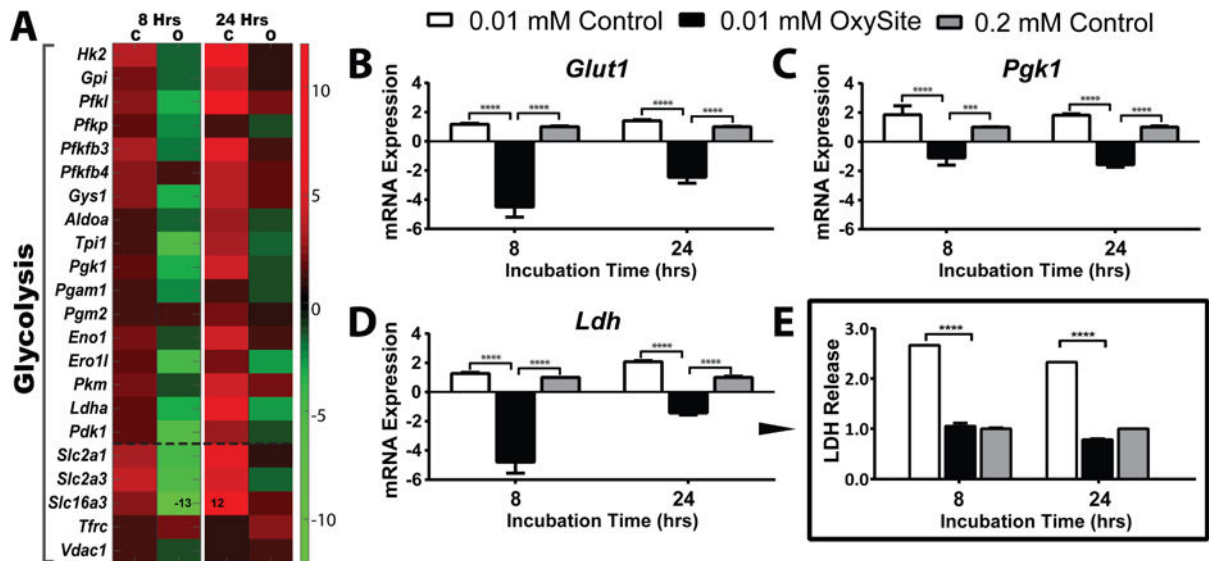 A
8 Hrs
24 Hrs
C O C O
Glycolysis
Hk2
Gpi
Pfkl
Pfkp
Pfkfb3
Pfkfb4
Gys1
Aldoa
Tpi1
Pgk1
Pgam1
Pgm2
Eno1
Ero1l
Pkm
Ldha
Pdk1
Slc2a1
Slc2a3
Slc16a3
Tfrc
Vdac1
-13
12
10
5
0
-5
-10
0.01 mM Control
0.01 mM OxySite
0.2 mM Control
B
Glut1
mRNA Expression
4
2
0
-2
-4
-6
****
****
****
****
8
24
Incubation Time (hrs)
C
Pgk1
mRNA Expression
4
2
0
-2
-4
-6
****
***
****
****
8
24
Incubation Time (hrs)
D
Ldh
mRNA Expression
4
2
0
-2
-4
-6
****
****
****
****
8
24
Incubation Time (hrs)
E
LDH Release
3.0
2.0
1.0
0.0
****
****
8
24
Incubation Time (hrs)